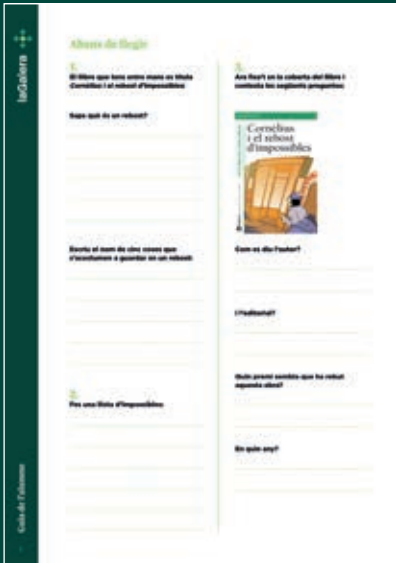 laGalera
Guia de l'alumne
Abans de llegir
1.
El llibre que tens entre mans es titula
Cornèlius i el rebost d'impossibles
Saps què és un rebost?
Escriu el nom de cinc coses que
s'acostumen a guardar en un rebost:
2.
Fes una llista d'impossibles:
3.
Ara fixa't en la coberta del llibre i
contesta les següents preguntes:
Cornèlius
i el rebost
d'impossibles
Com es diu l'autor?
I l'editorial?
Quin premi sembla que ha rebut
aquesta obra?
En quin any?